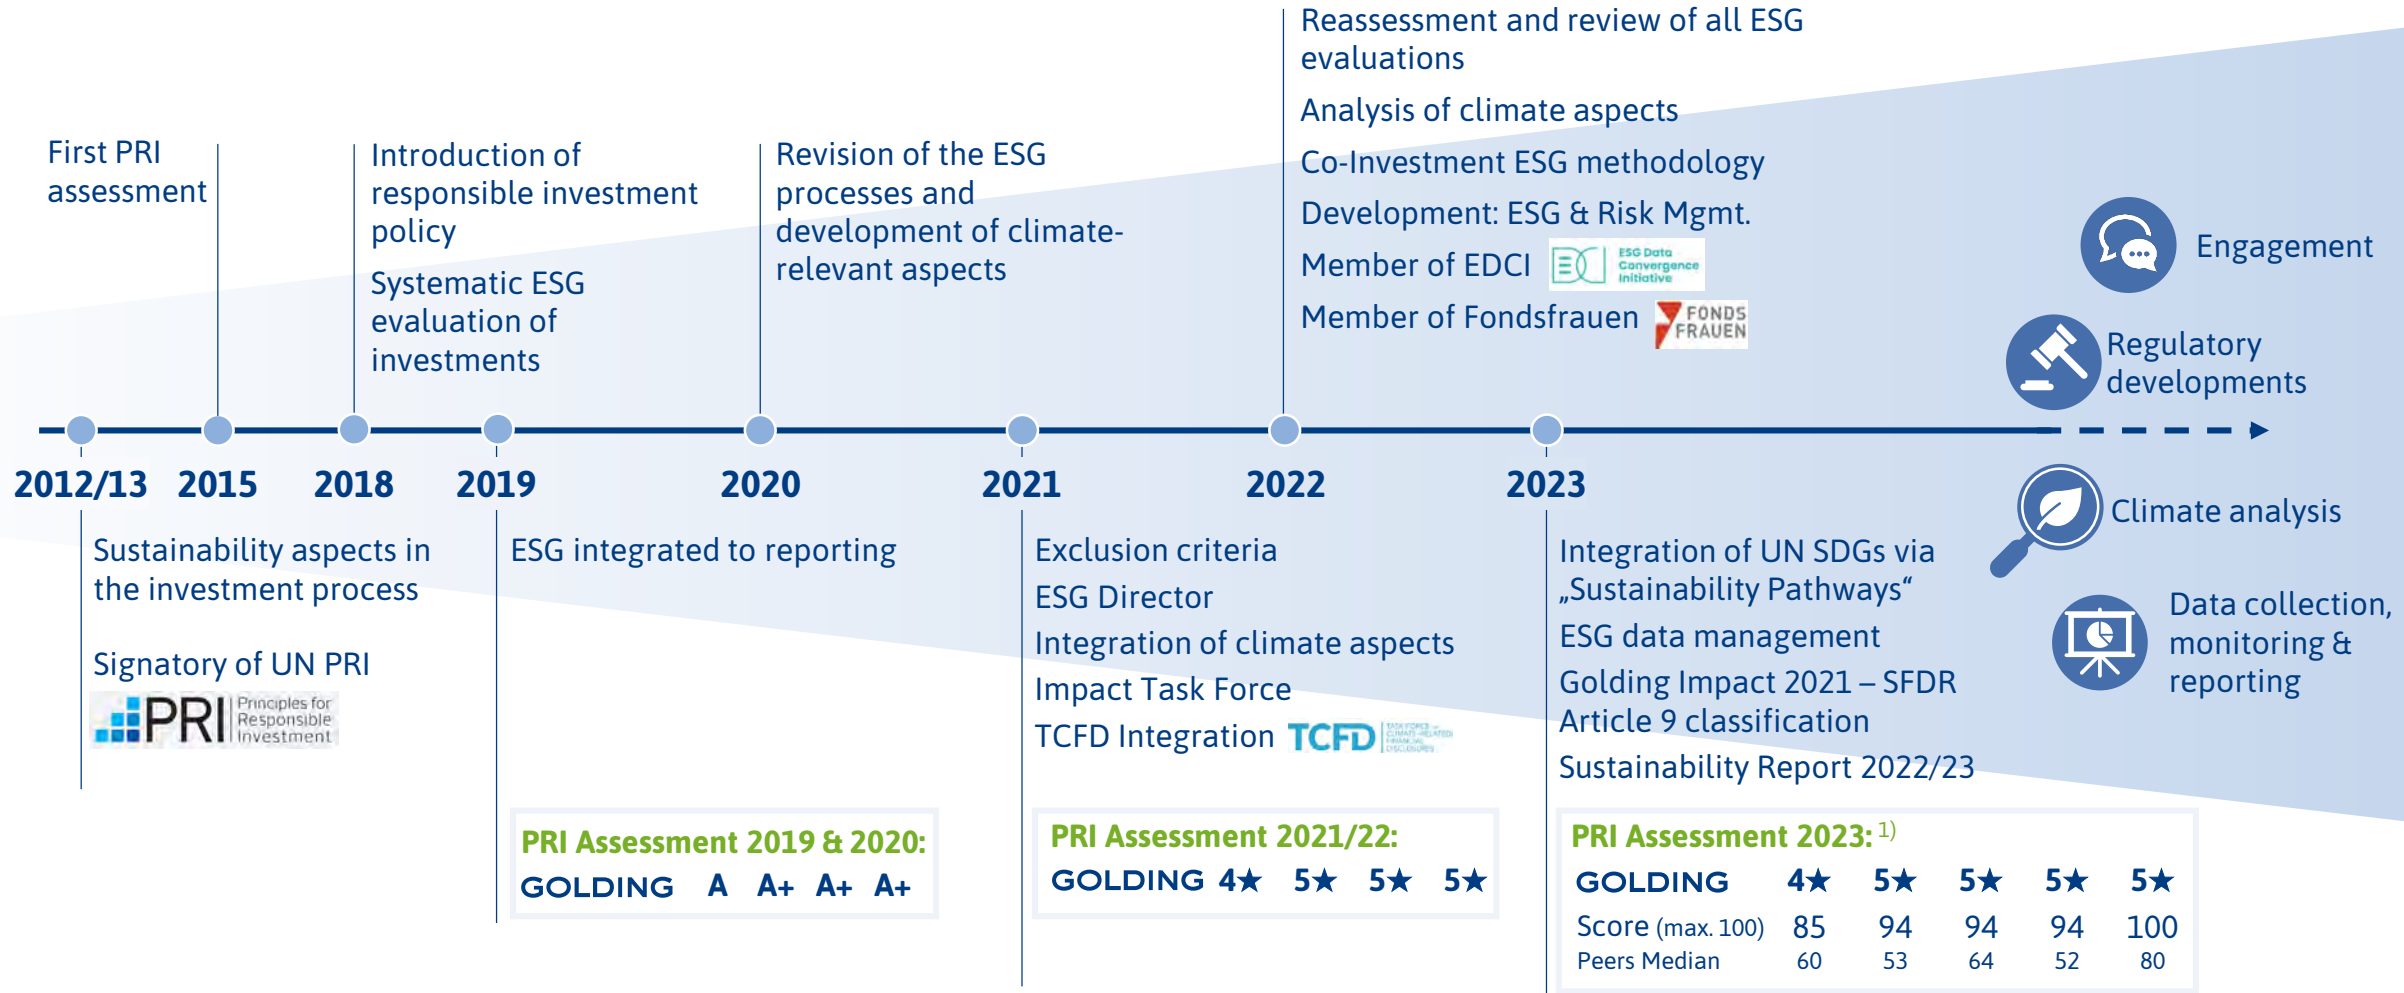 First PRI
assessment
Introduction of
responsible investment
policy
Systematic ESG
evaluation of
investments
Revision of the ESG
processes and
development of climate-
relevant aspects
Reassessment and review of all ESG
evaluations
Analysis of climate aspects
Co-Investment ESG methodology
Development: ESG & Risk Mgmt.
Member of EDCI
ESG Data
Convergence
Initiative
Member of Fondsfrauen
FONDS
FRAUEN
Engagement
Regulatory
developments
2012/13 2015 2018 2019 2020 2021 2022 2023
Sustainability aspects in
the investment process
Signatory of UN PRI
PRI Principles for
Responsible
Investment
ESG integrated to reporting
PRI Assessment 2019 & 2020:
GOLDING A A+ A+ A+
Exclusion criteria
ESG Director
Integration of climate aspects
Impact Task Force
TCFD Integration
TCFD TASK FORCE ON
CLIMATE-RELATED
FINANCIAL
DISCLOSURES
PRI Assessment 2021/22:
GOLDING 4★ 5★ 5★ 5★
Integration of UN SDGs via
„Sustainability Pathways“
ESG data management
Golding Impact 2021 – SFDR
Article 9 classification
Sustainability Report 2022/23
PRI Assessment 2023: 1)
GOLDING 4★ 5★ 5★ 5★ 5★
Score (max. 100) 85 94 94 94 100
Peers Median 60 53 64 52 80
Climate analysis
Data collection,
monitoring &
reporting